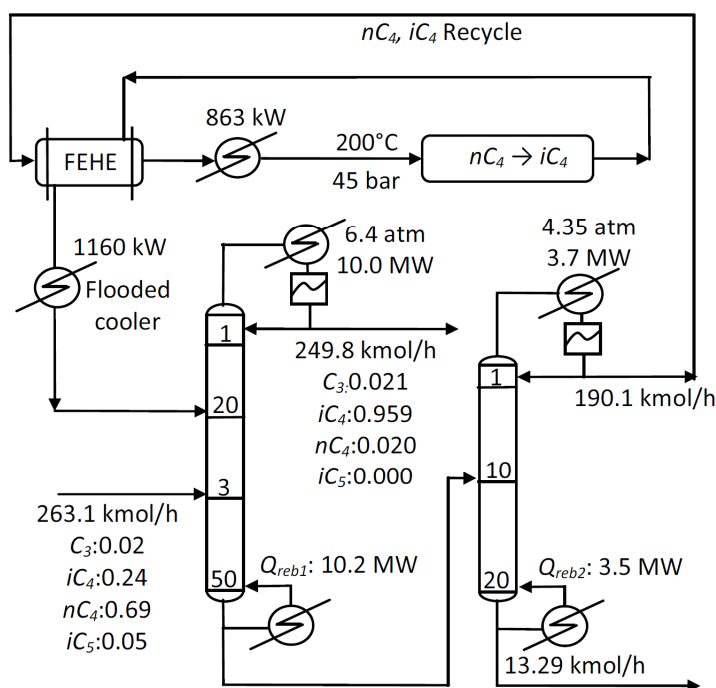 nC4, iC4 Recycle
863 kW
FEHE
200°C
45 bar
nC4 → iC4
1160 kW
Flooded
cooler
6.4 atm
10.0 MW
4.35 atm
3.7 MW
1
20
3
50
249.8 kmol/h
C3:0.021
iC4:0.959
nC4:0.020
iC5:0.000
263.1 kmol/h
C3:0.02
iC4:0.24
nC4:0.69
iC5:0.05
Qreb1: 10.2 MW
1
10
20
190.1 kmol/h
Qreb2: 3.5 MW
13.29 kmol/h